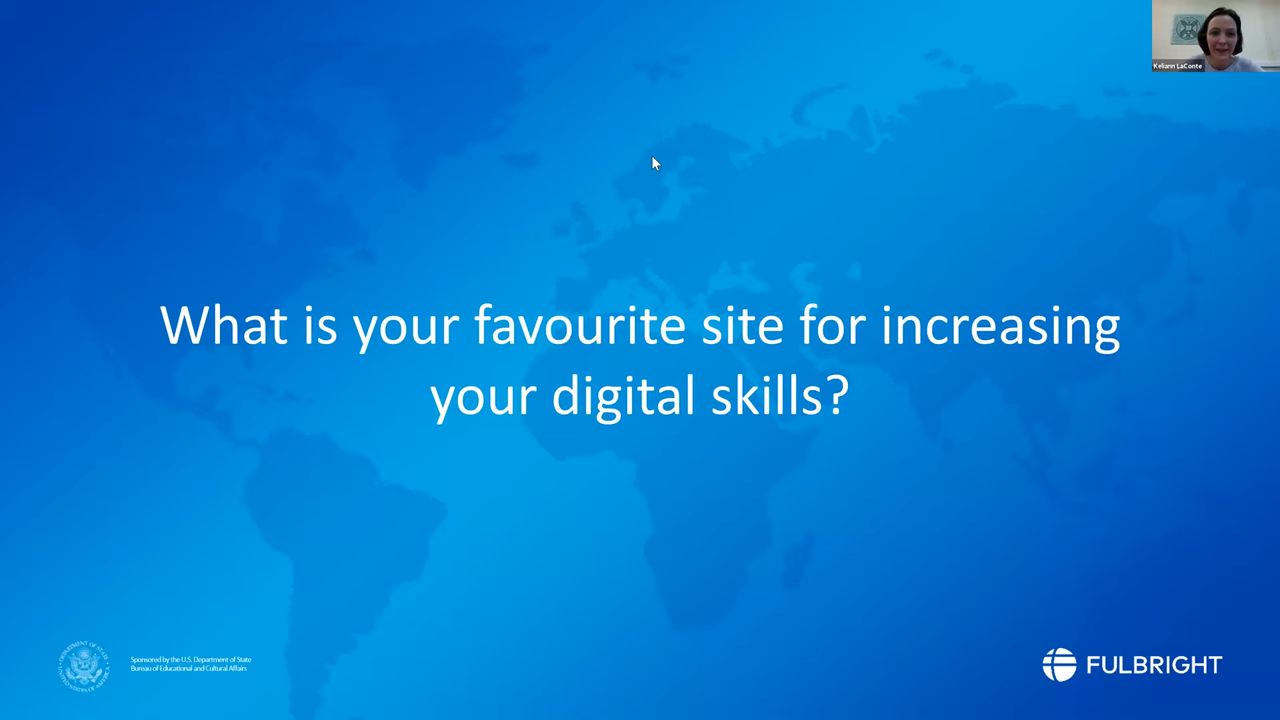 Keliann LaConte
What is your favourite site for increasing
your digital skills?
Sponsored by the U.S. Department of State
Bureau of Educational and Cultural Affairs
FULBRIGHT